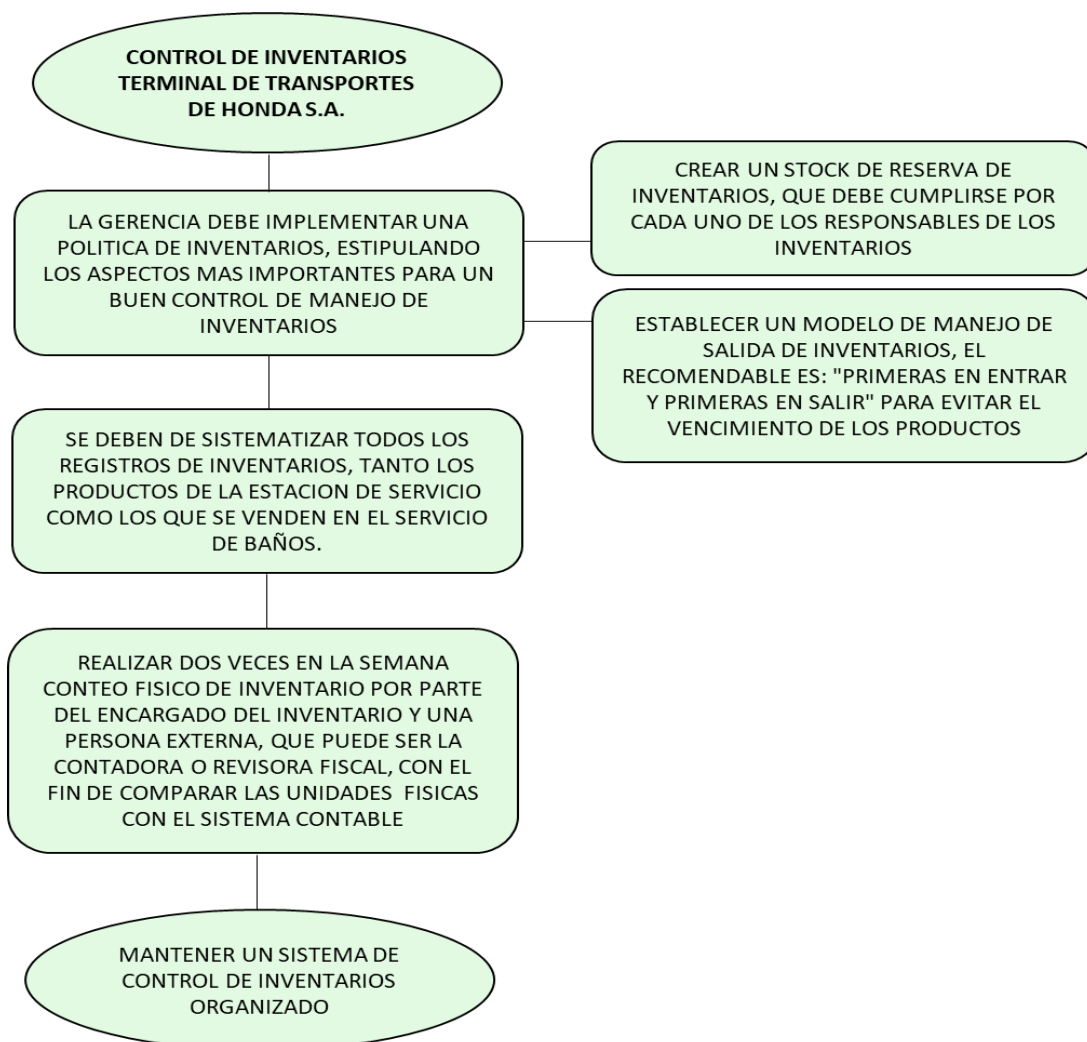 CONTROL DE INVENTARIOS
TERMINAL DE TRANSPORTES
DE HONDA S.A.
LA GERENCIA DEBE IMPLEMENTAR UNA
POLITICA DE INVENTARIOS, ESTIPULANDO
LOS ASPECTOS MAS IMPORTANTES PARA UN
BUEN CONTROL DE MANEJO DE
INVENTARIOS
CREAR UN STOCK DE RESERVA DE
INVENTARIOS, QUE DEBE CUMPLIRSE POR
CADA UNO DE LOS RESPONSABLES DE LOS
INVENTARIOS
ESTABLECER UN MODELO DE MANEJO DE
SALIDA DE INVENTARIOS, EL
RECOMENDABLE ES: "PRIMERAS EN ENTRAR
Y PRIMERAS EN SALIR" PARA EVITAR EL
VENCIMIENTO DE LOS PRODUCTOS
SE DEBEN DE SISTEMATIZAR TODOS LOS
REGISTROS DE INVENTARIOS, TANTO LOS
PRODUCTOS DE LA ESTACION DE SERVICIO
COMO LOS QUE SE VENDEN EN EL SERVICIO
DE BAÑOS.
REALIZAR DOS VECES EN LA SEMANA
CONTEO FISICO DE INVENTARIO POR PARTE
DEL ENCARGADO DEL INVENTARIO Y UNA
PERSONA EXTERNA, QUE PUEDE SER LA
CONTADORA O REVISORA FISCAL, CON EL
FIN DE COMPARAR LAS UNIDADES FISICAS
CON EL SISTEMA CONTABLE
MANTENER UN SISTEMA DE
CONTROL DE INVENTARIOS
ORGANIZADO